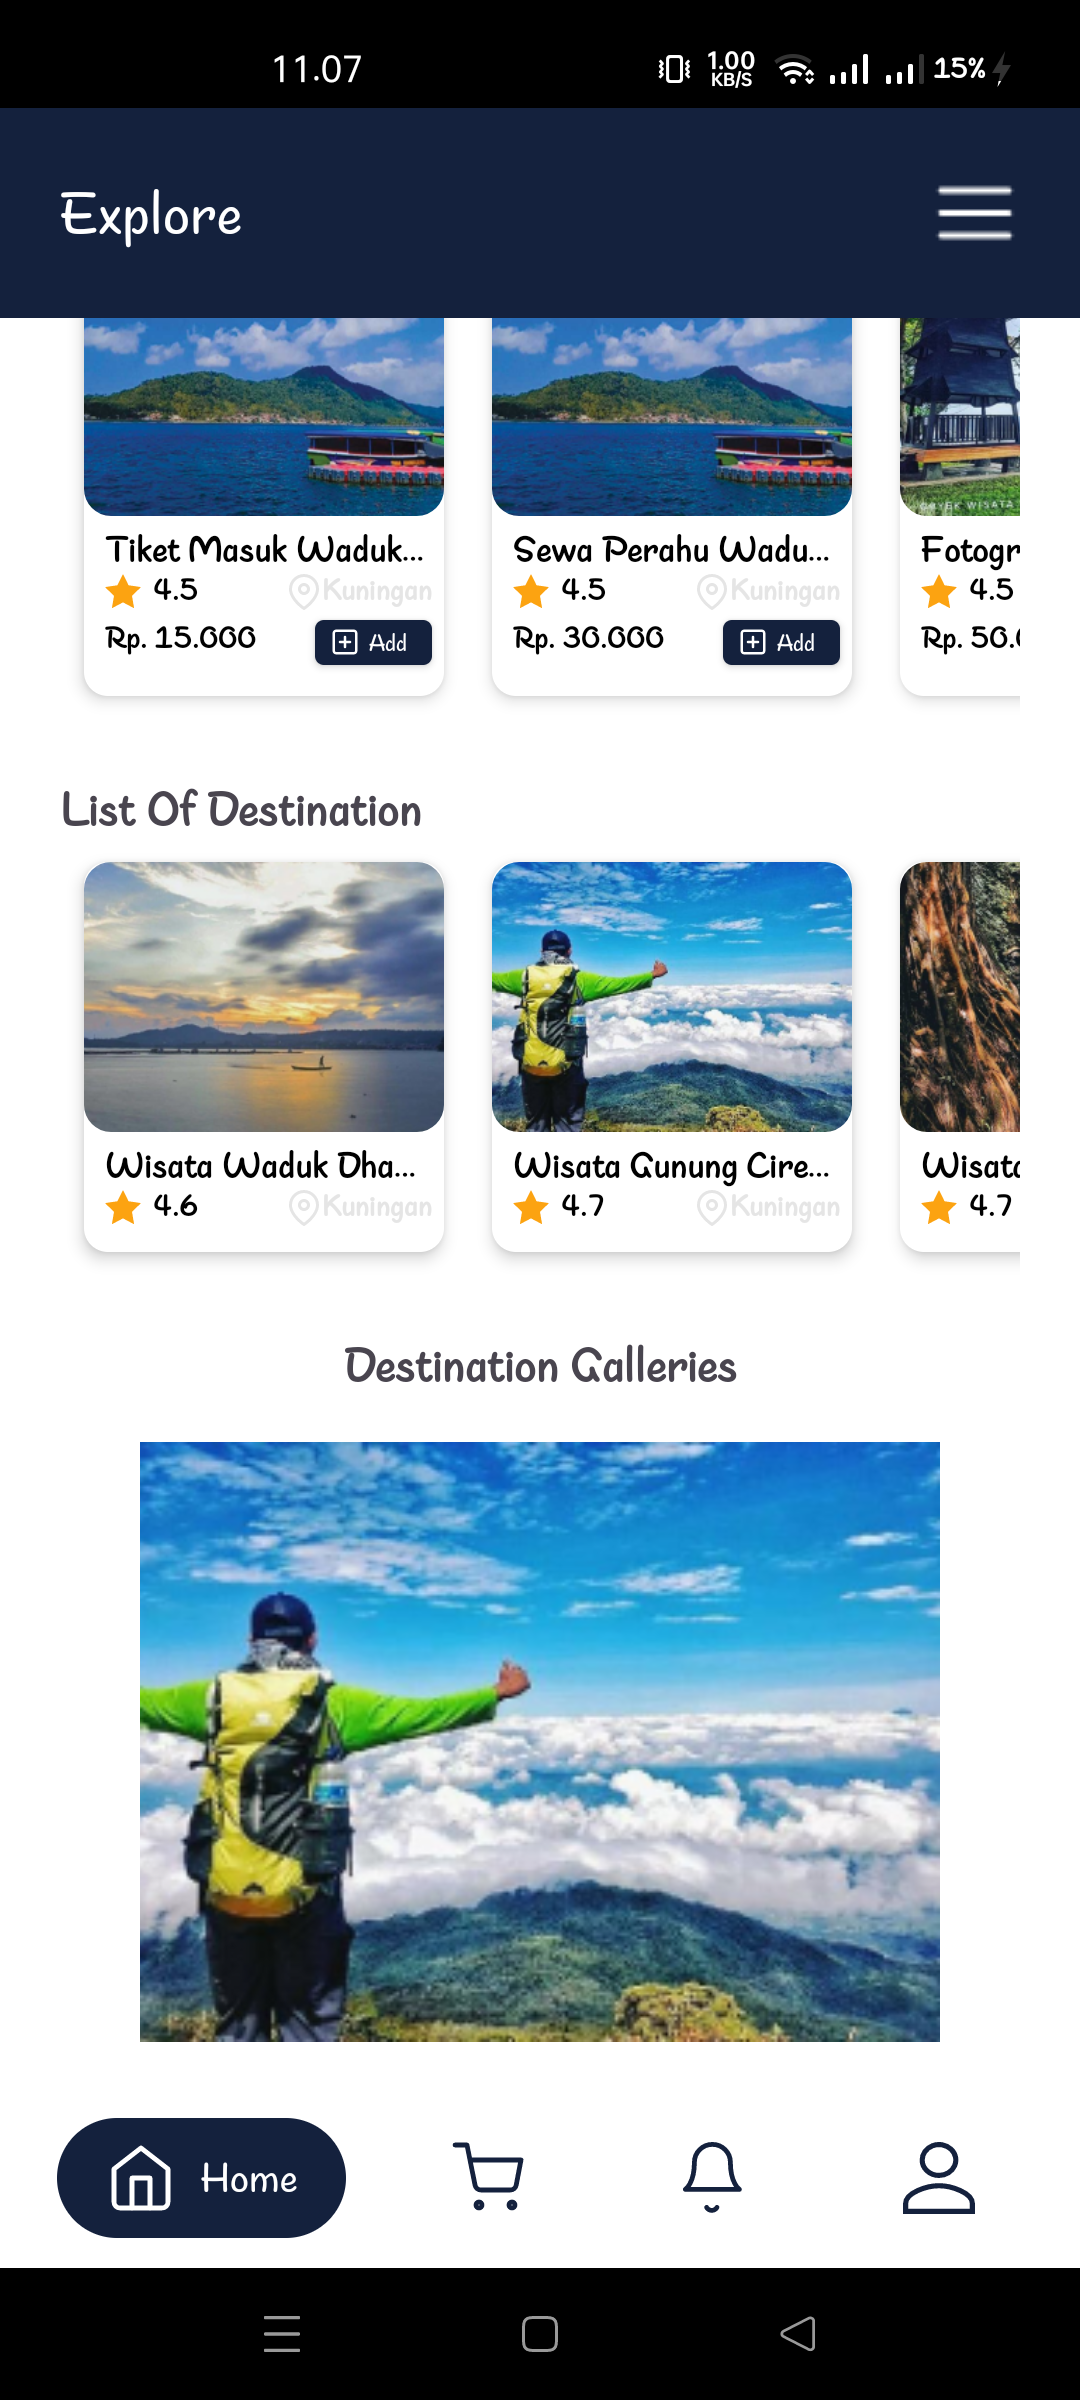 11.07
1.00
KB/S
15%
Explore
WISATA
Tiket Masuk Waduk...
Sewa Perahu Wadu...
Fotogr
4.5
Kuningan
4.5
Kuningan
4.5
Rp. 15.000
Add
Rp. 30.000
Add
Rp. 50.0
List Of Destination
Wisata Waduk Dha...
Wisata Gunung Cire...
Wisata
4.6
Kuningan
4.7
Kuningan
4.7
Destination Galleries
Home